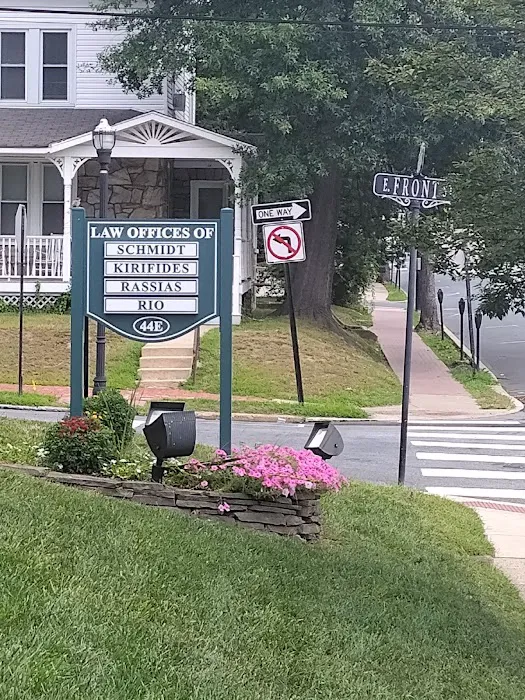 LAW OFFICES OF
SCHMIDT
KIRIFIDES
RASSIAS
RIO
44E
ONE WAY
E. FRONT